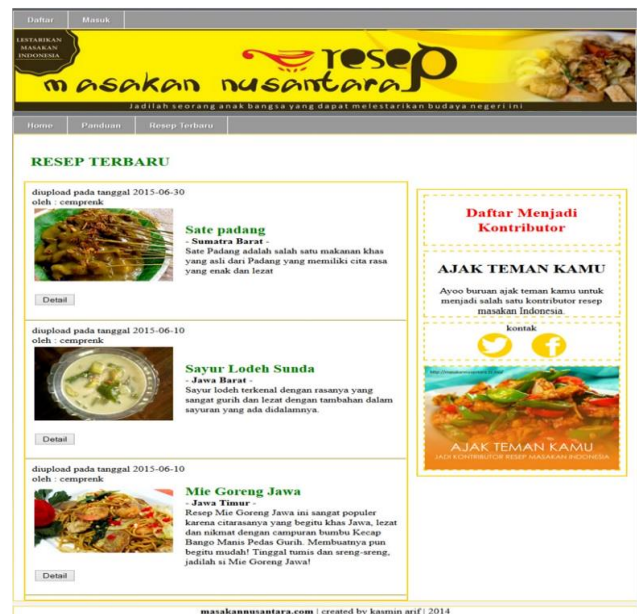 Daftar Masuk
LESTARIKAN
MASAKAN
INDONESIA
resep
masakan nusantara
Jadilah seorang anak bangsa yang dapat melestarikan budaya negeri ini
Home Panduan Resep Terbaru
RESEP TERBARU
diupload pada tanggal 2015-06-30
oleh : cemprenk
Sate padang
- Sumatra Barat -
Sate Padang adalah salah satu makanan khas
yang asli dari Padang yang memiliki cita rasa
yang enak dan lezat
Detail
diupload pada tanggal 2015-06-10
oleh : cemprenk
Sayur Lodeh Sunda
- Jawa Barat -
Sayur lodeh terkenal dengan rasanya yang
sangat gurih dan lezat dengan tambahan dalam
sayuran yang ada didalamnya.
Detail
diupload pada tanggal 2015-06-10
oleh : cemprenk
Mie Goreng Jawa
- Jawa Timur -
Resep Mie Goreng Jawa ini sangat populer
karena citarasanya yang begitu khas Jawa, lezat
dan nikmat dengan campuran bumbu Kecap
Bango Manis Pedas Gurih. Membuatnya pun
begitu mudah! Tinggal tumis dan sreng-sreng,
jadilah si Mie Goreng Jawa!
Detail
Daftar Menjadi
Kontributor
AJAK TEMAN KAMU
Ayoo buruan ajak teman kamu untuk
menjadi salah satu kontributor resep
masakan Indonesia.
kontak
AJAK TEMAN KAMU
JADI KONTRIBUTOR RESEP MASAKAN INDONESIA
masakannusantara.com | created by kasmin arif | 2014